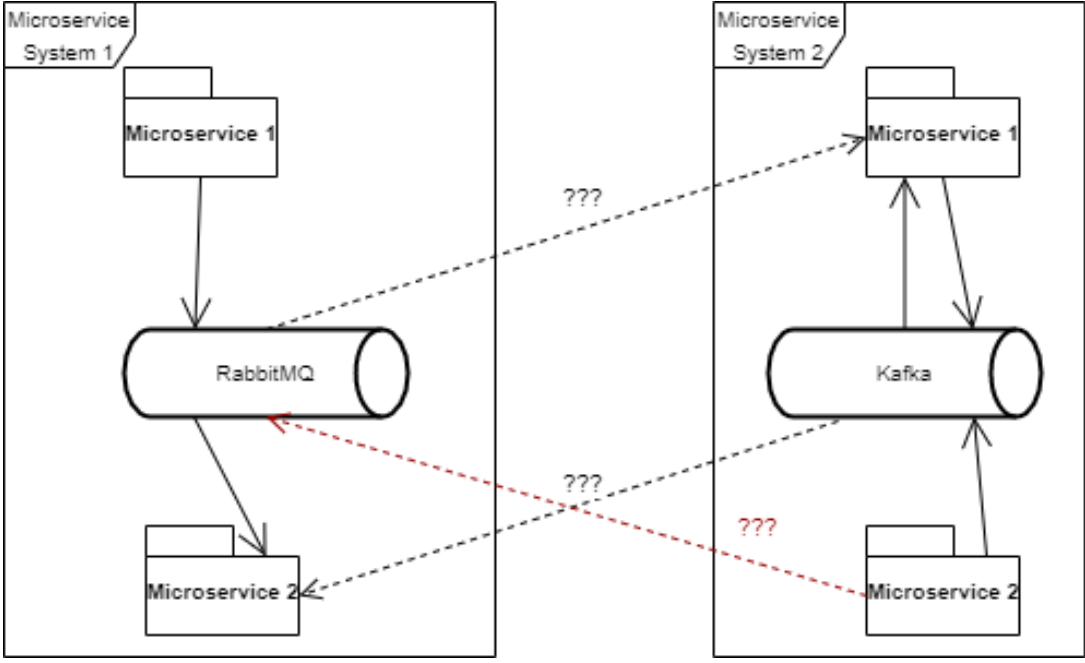 Microservice
System 1
Microservice
System 2
Microservice 1
Microservice 1
???
RabbitMQ
Kafka
???
???
Microservice 2
Microservice 2